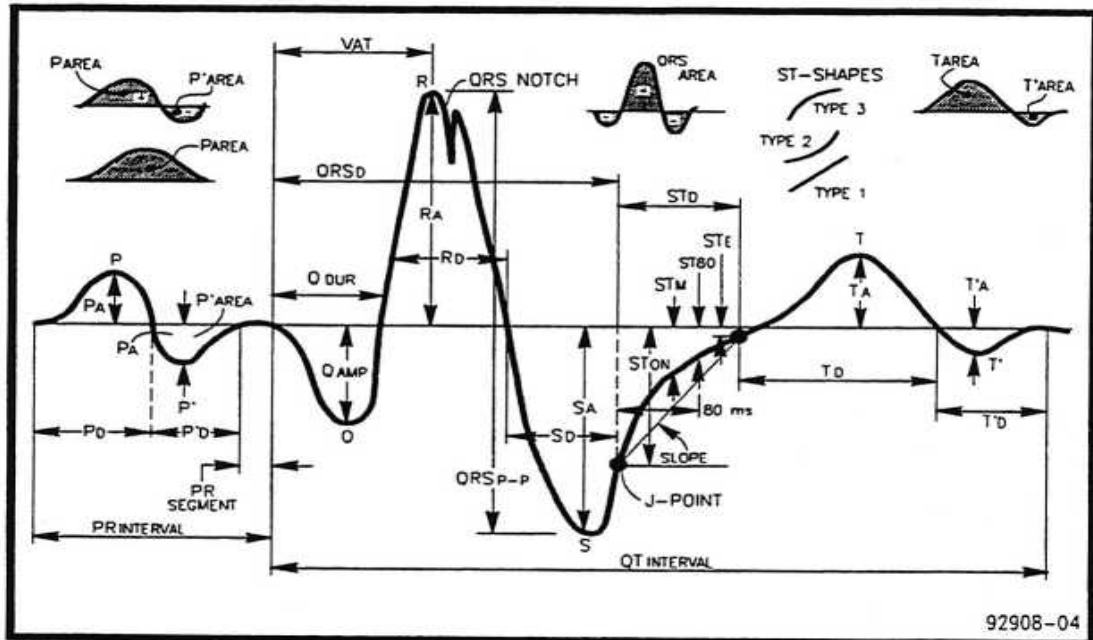 VAT
PAREA
P'AREA
PAREA
R
QRS NOTCH
QRS
AREA
ST-SHAPES
TYPE 3
TYPE 2
TYPE 1
TAREA
T'AREA
QRSD
RA
STD
STE
ST80
STM
RD
P
PA
P'AREA
PA
P'
Q DUR
Q AMP
Q
T
TA
T'A
T'
STON
SA
80 ms
TD
T'D
PD
P'D
SD
SLOPE
QRSP-P
J-POINT
PR
SEGMENT
PR INTERVAL
S
QT INTERVAL
92908-04